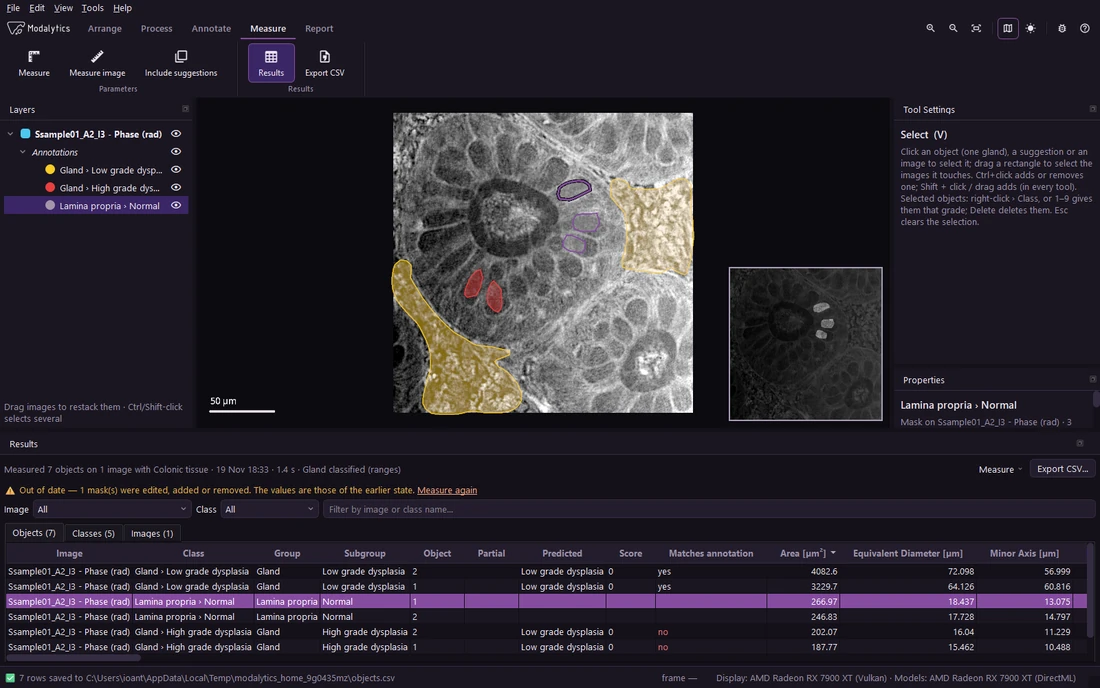 File Edit View Tools Help
Modalytics Arrange Process Annotate Measure Report
Measure Measure image Include suggestions Results Export CSV
Parameters Results
Layers
Ssample01_A2_I3 - Phase (rad)
Annotations
Gland › Low grade dysp...
Gland › High grade dys...
Lamina propria › Normal
Drag images to restack them · Ctrl/Shift-click
selects several
50 µm
Tool Settings
Select (V)
Click an object (one gland), a suggestion or an
image to select it; drag a rectangle to select the
images it touches. Ctrl+click adds or removes
one; Shift + click / drag adds (in every tool).
Selected objects: right-click › Class, or 1–9 gives
them that grade; Delete deletes them. Esc
clears the selection.
Properties
Lamina propria › Normal
Mask on Ssample01_A2_I3 - Phase (rad) · 3
Results
Measured 7 objects on 1 image with Colonic tissue · 19 Nov 18:33 · 1.4 s · Gland classified (ranges)
Measure Export CSV...
Out of date — 1 mask(s) were edited, added or removed. The values are those of the earlier state. Measure again
Image All Class All Filter by image or class name...
Objects (7) Classes (5) Images (1)
Image Class Group Subgroup Object Partial Predicted Score Matches annotation Area [µm²] Equivalent Diameter [µm] Minor Axis [µm]
Ssample01_A2_I3 - Phase (rad) Gland › Low grade dysplasia Gland Low grade dysplasia 2 Low grade dysplasia 0 yes 4082.6 72.098 56.999
Ssample01_A2_I3 - Phase (rad) Gland › Low grade dysplasia Gland Low grade dysplasia 1 Low grade dysplasia 0 yes 3229.7 64.126 60.816
Ssample01_A2_I3 - Phase (rad) Lamina propria › Normal Lamina propria Normal 1 266.97 18.437 13.075
Ssample01_A2_I3 - Phase (rad) Lamina propria › Normal Lamina propria Normal 2 246.83 17.728 14.797
Ssample01_A2_I3 - Phase (rad) Gland › High grade dysplasia Gland High grade dysplasia 2 Low grade dysplasia 0 no 202.07 16.04 11.229
Ssample01_A2_I3 - Phase (rad) Gland › High grade dysplasia Gland High grade dysplasia 1 Low grade dysplasia 0 no 187.77 15.462 10.488
7 rows saved to C:\Users\ioant\AppData\Local\Temp\modalytics_home_9g0435mz\objects.csv
frame — Display: AMD Radeon RX 7900 XT (Vulkan) · Models: AMD Radeon RX 7900 XT (DirectML)